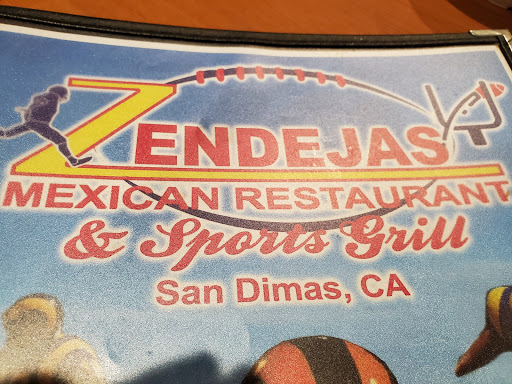 ZENDEJAS
MEXICAN RESTAURANT
& Sports Grill
San Dimas, CA